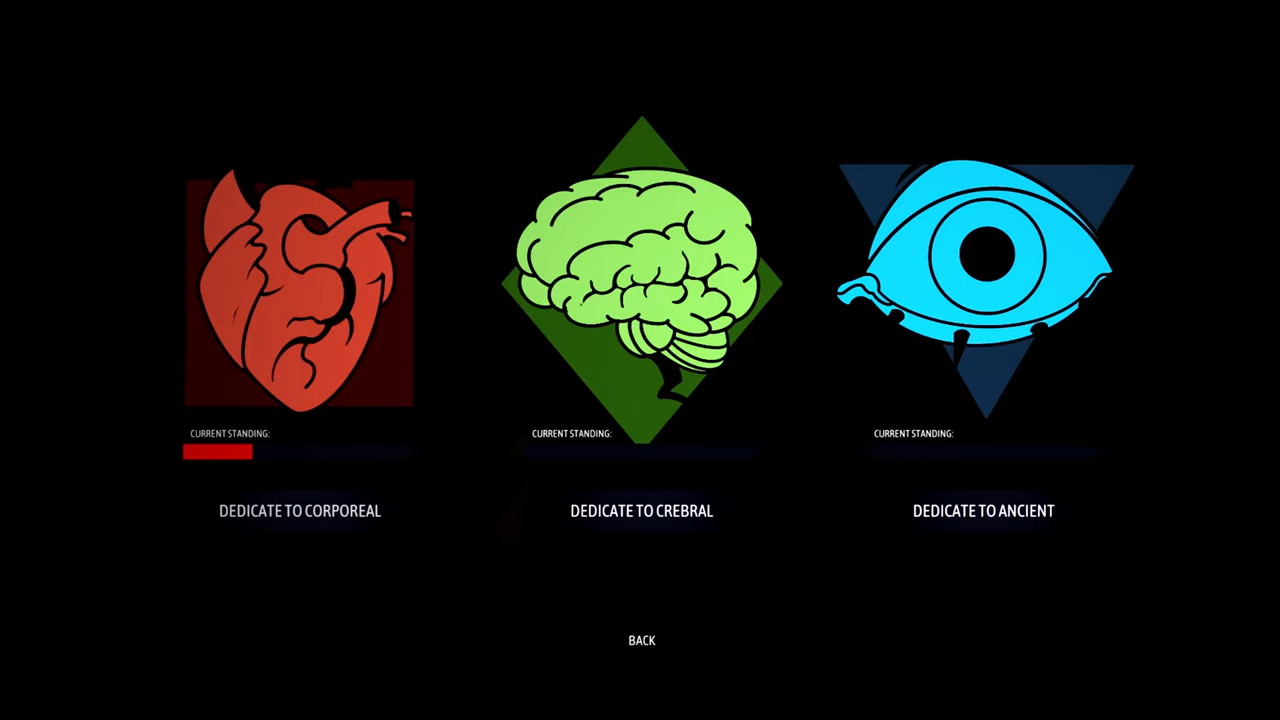 CURRENT STANDING:
CURRENT STANDING:
CURRENT STANDING:
DEDICATE TO CORPOREAL
DEDICATE TO CREBRAL
DEDICATE TO ANCIENT
BACK